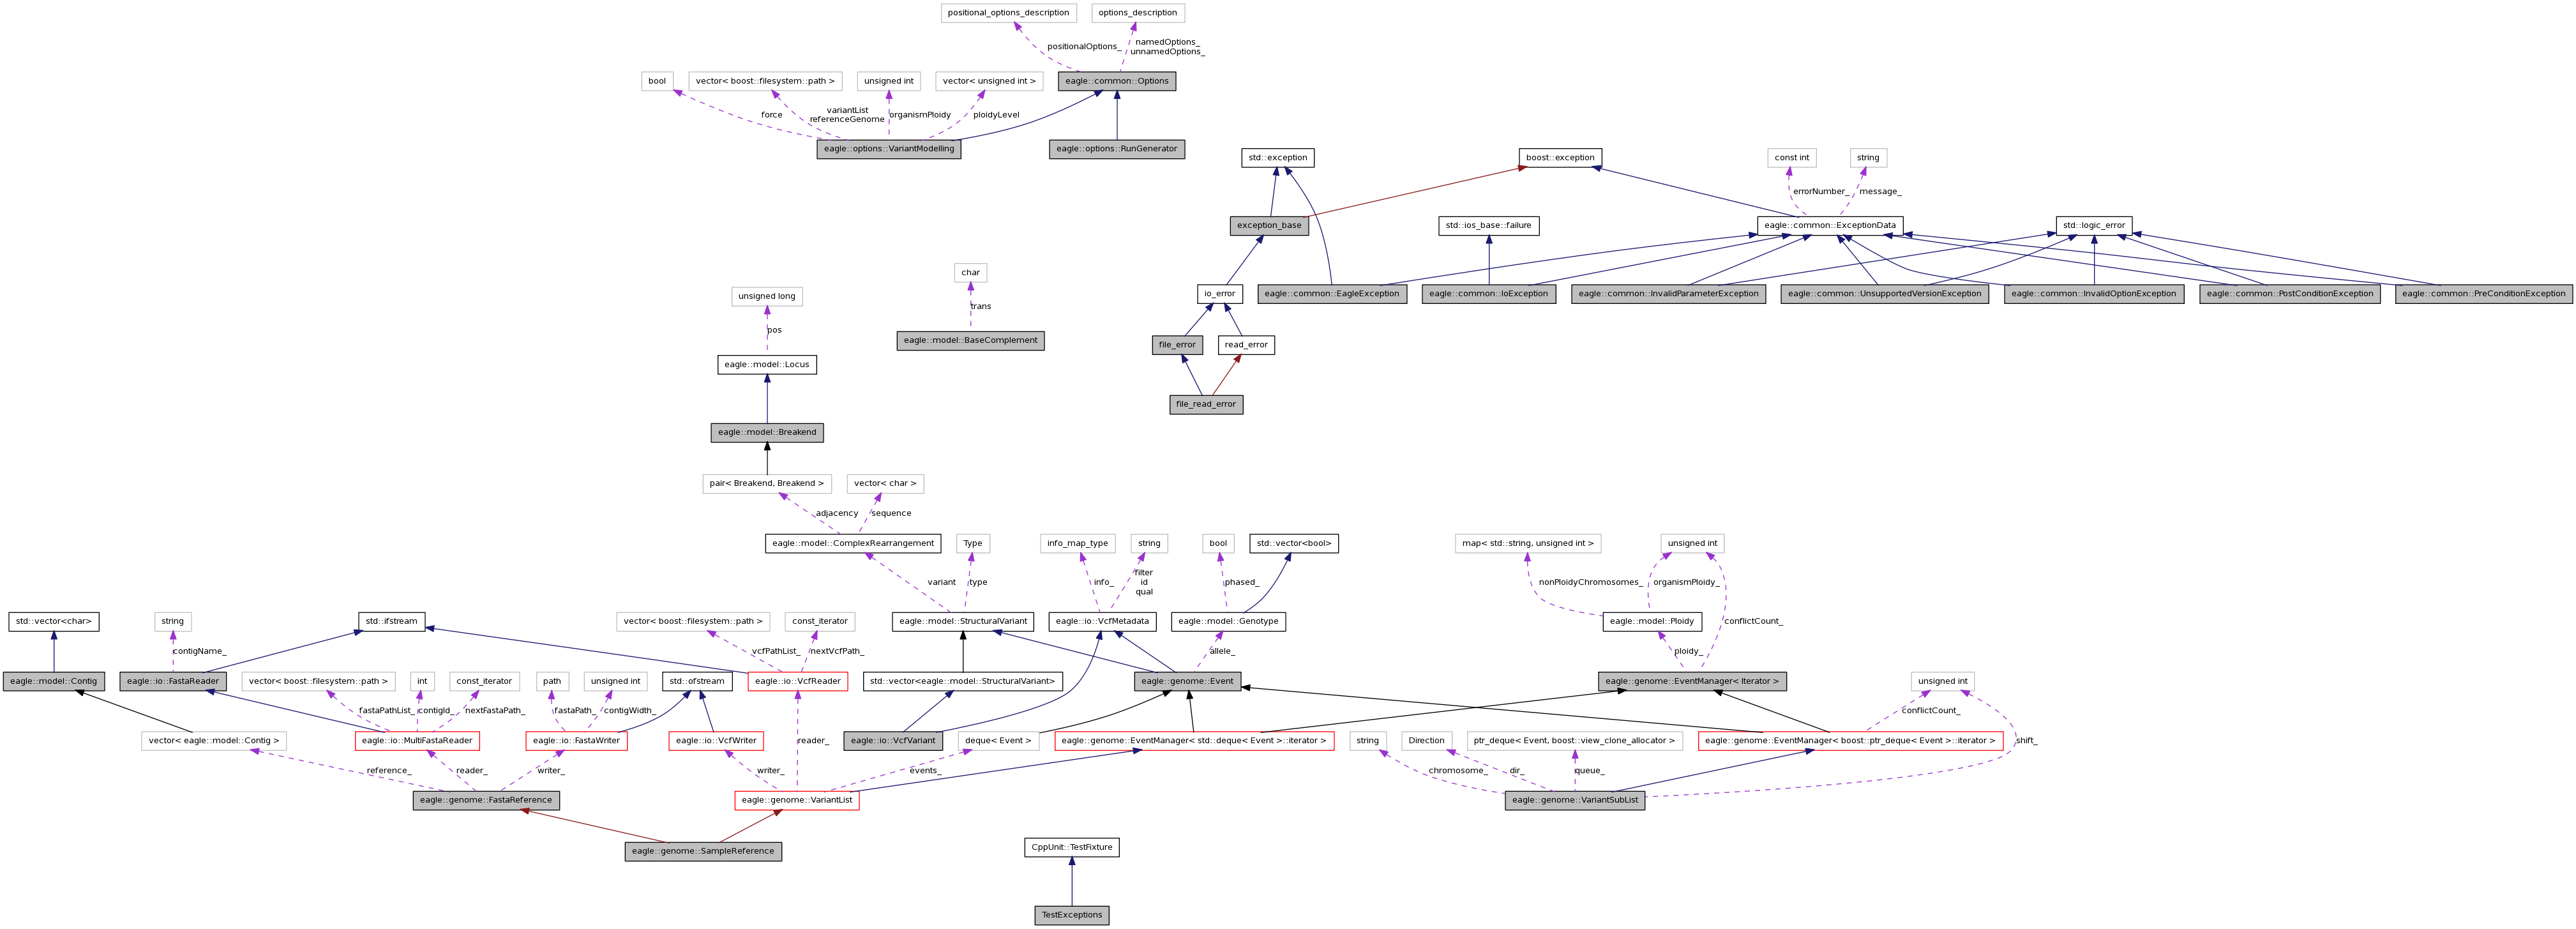 positional_options_description
options_description
positionalOptions_
namedOptions_
unnamedOptions_
bool
vector< boost::filesystem::path >
unsigned int
vector< unsigned int >
eagle::common::Options
force
variantList
referenceGenome
organismPloidy
ploidyLevel
eagle::options::VariantModelling
eagle::options::RunGenerator
std::exception
boost::exception
const int
string
errorNumber_
message_
exception_base
std::ios_base::failure
eagle::common::ExceptionData
std::logic_error
char
trans
eagle::model::BaseComplement
unsigned long
pos
io_error
eagle::common::EagleException
eagle::common::IoException
eagle::common::InvalidParameterException
eagle::common::UnsupportedVersionException
eagle::common::InvalidOptionException
eagle::common::PostConditionException
eagle::common::PreConditionException
file_error
read_error
eagle::model::Locus
file_read_error
eagle::model::Breakend
pair< Breakend, Breakend >
vector< char >
adjacency
sequence
eagle::model::ComplexRearrangement
Type
info_map_type
string
bool
std::vector<bool>
map< std::string, unsigned int >
unsigned int
variant
type
info_
filter
id
qual
phased_
nonPloidyChromosomes_
organismPloidy_
std::vector<char>
string
std::ifstream
vector< boost::filesystem::path >
const_iterator
eagle::model::StructuralVariant
eagle::io::VcfMetadata
eagle::model::Genotype
eagle::model::Ploidy
conflictCount_
contigName_
vcfPathList_
nextVcfPath_
allele_
ploidy_
eagle::model::Contig
eagle::io::FastaReader
vector< boost::filesystem::path >
int
const_iterator
path
unsigned int
std::ofstream
eagle::io::VcfReader
std::vector<eagle::model::StructuralVariant>
eagle::genome::Event
eagle::genome::EventManager< Iterator >
unsigned int
fastaPathList_
contigId_
nextFastaPath_
fastaPath_
contigWidth_
conflictCount_
vector< eagle::model::Contig >
eagle::io::MultiFastaReader
eagle::io::FastaWriter
eagle::io::VcfWriter
reader_
eagle::io::VcfVariant
deque< Event >
eagle::genome::EventManager< std::deque< Event >::iterator >
string
Direction
ptr_deque< Event, boost::view_clone_allocator >
eagle::genome::EventManager< boost::ptr_deque< Event >::iterator >
shift_
reference_
reader_
writer_
writer_
events_
chromosome_
dir_
queue_
eagle::genome::FastaReference
eagle::genome::VariantList
eagle::genome::VariantSubList
eagle::genome::SampleReference
CppUnit::TestFixture
TestExceptions